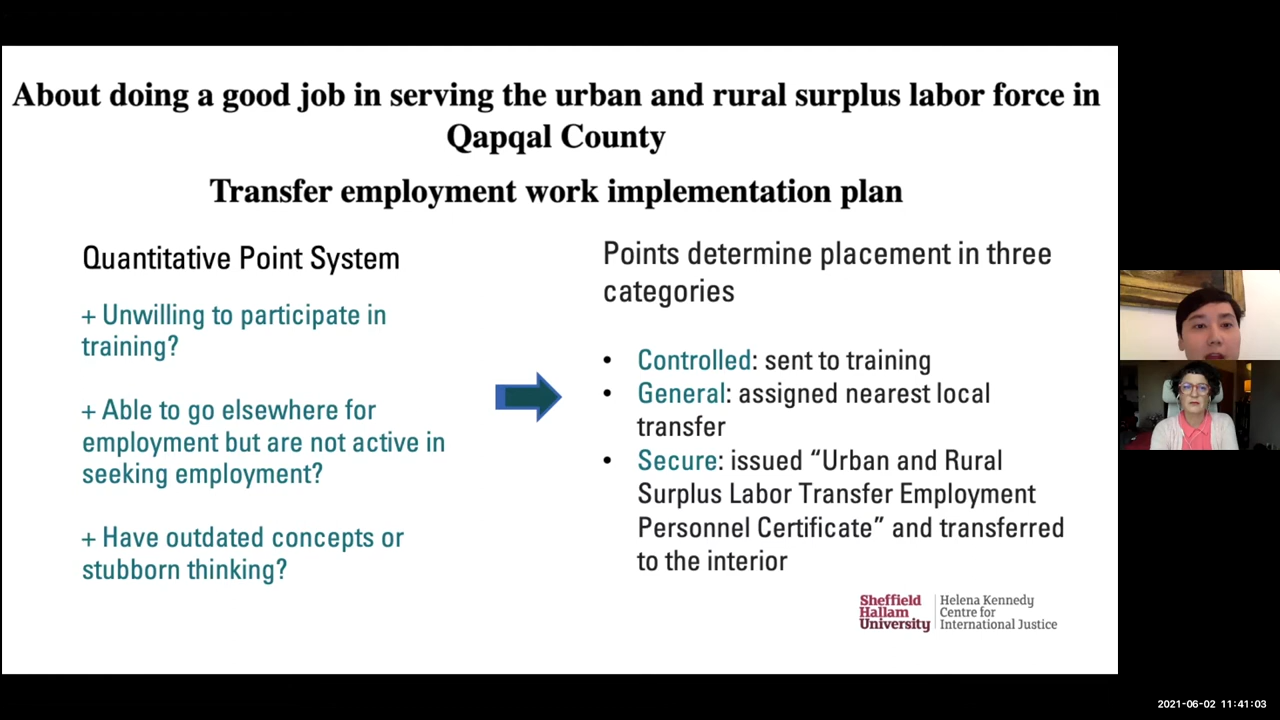 About doing a good job in serving the urban and rural surplus labor force in
Qapqal County
Transfer employment work implementation plan
Quantitative Point System
+ Unwilling to participate in
training?
+ Able to go elsewhere for
employment but are not active in
seeking employment?
+ Have outdated concepts or
stubborn thinking?
Points determine placement in three
categories
• Controlled: sent to training
• General: assigned nearest local
transfer
• Secure: issued “Urban and Rural
Surplus Labor Transfer Employment
Personnel Certificate” and transferred
to the interior
Sheffield
Hallam
University
Helena Kennedy
Centre for
International Justice
2021-06-02 11:41:03